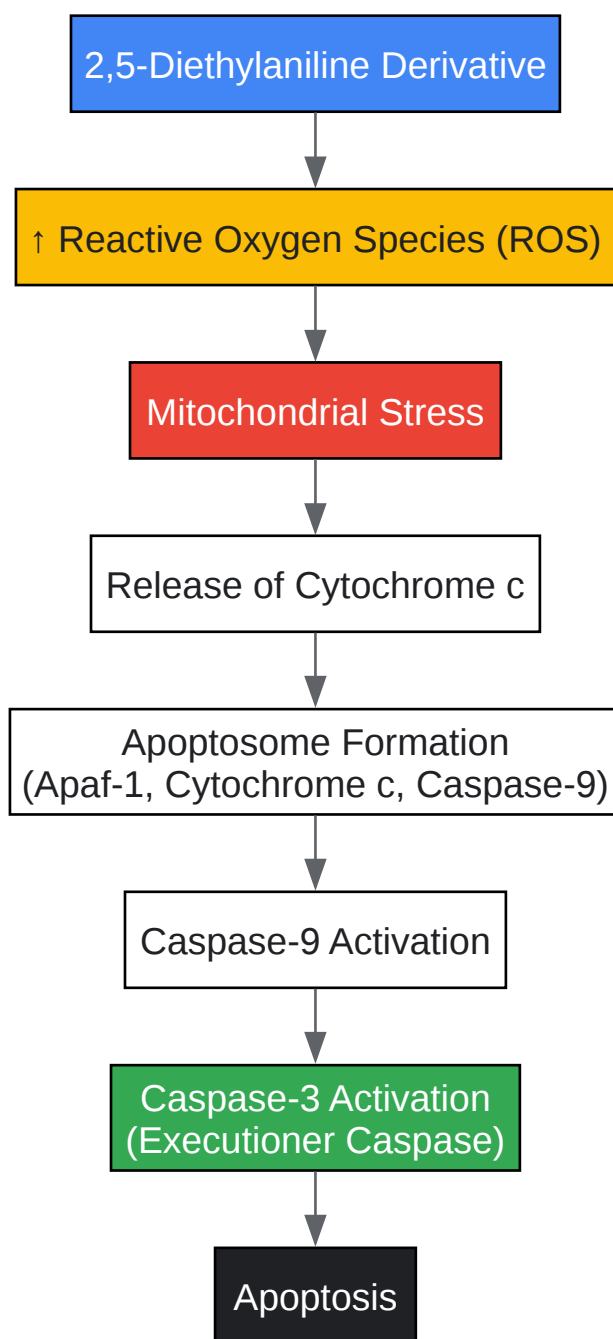 2,5-Diethylaniline Derivative
↑ Reactive Oxygen Species (ROS)
Mitochondrial Stress
Release of Cytochrome c
Apoptosome Formation
(Apaf-1, Cytochrome c, Caspase-9)
Caspase-9 Activation
Caspase-3 Activation
(Executioner Caspase)
Apoptosis